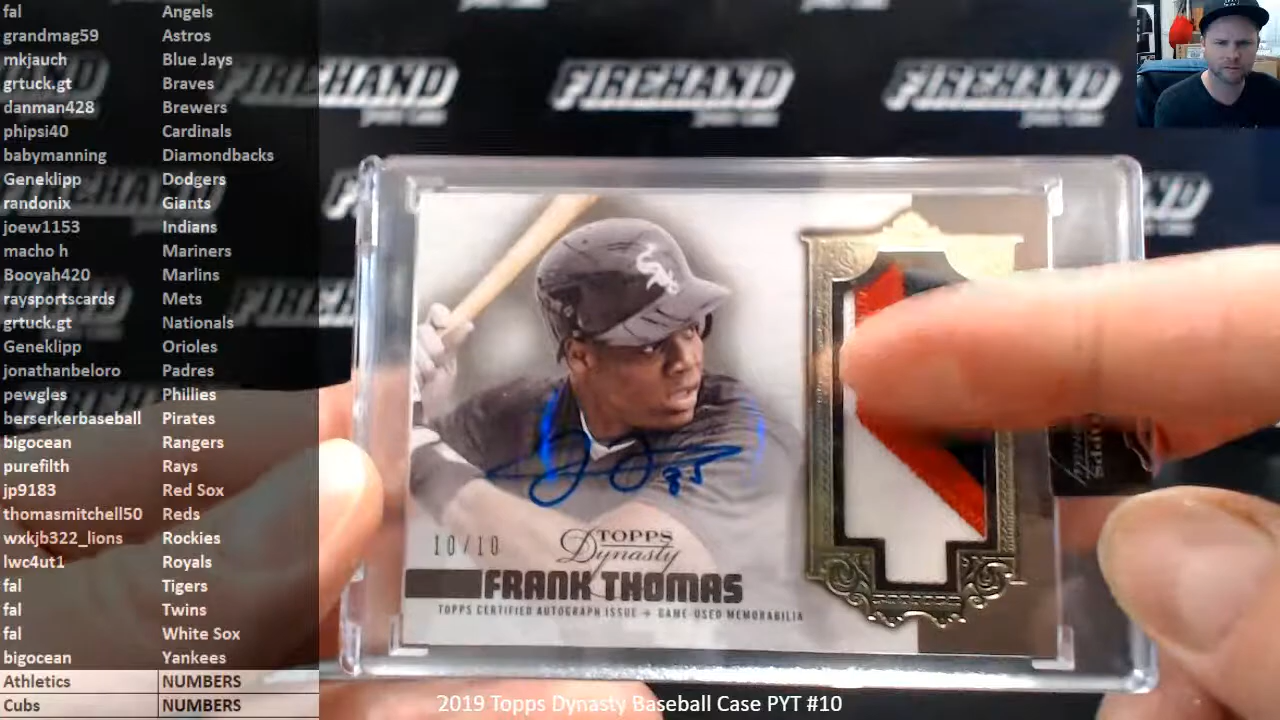 fal Angels
grandmag59 Astros
mkjauch Blue Jays
grtuck.gt Braves
danman428 Brewers
phipsi40 Cardinals
babymanning Diamondbacks
Geneklipp Dodgers
randonix Giants
joew1153 Indians
macho h Mariners
Booyah420 Marlins
raysportscards Mets
grtuck.gt Nationals
Geneklipp Orioles
jonathanbeloro Padres
pewgles Phillies
berserkerbaseball Pirates
bigocean Rangers
purefilth Rays
jp9183 Red Sox
thomasmitchell50 Reds
wxkjb322_lions Rockies
lwc4ut1 Royals
fal Tigers
fal Twins
fal White Sox
bigocean Yankees
Athletics NUMBERS
Cubs NUMBERS
FIREHAND FIREHAND FIREHAND
Sox
35
10/10
TOPPS
Dynasty
FRANK THOMAS
TOPPS CERTIFIED AUTOGRAPH ISSUE + GAME-USED MEMORABILIA
TOPPS
2019 Topps Dynasty Baseball Case PYT #10